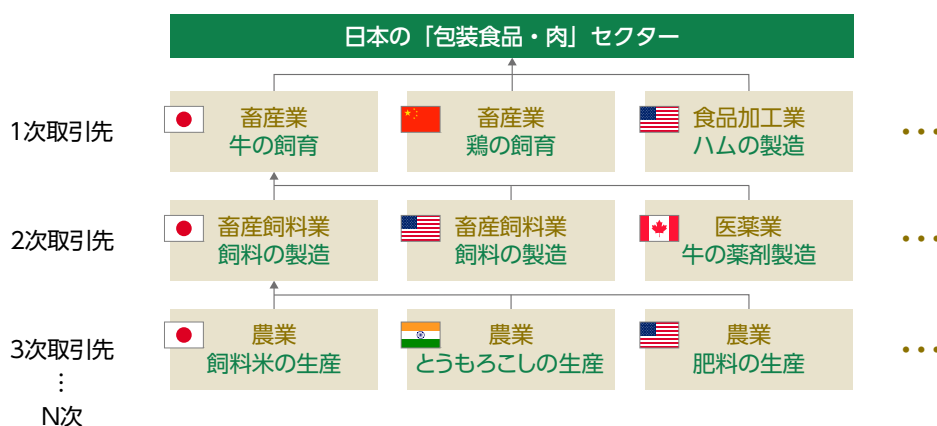 日本の「包装食品・肉」セクター
1次取引先
畜産業
牛の飼育
畜産業
鶏の飼育
食品加工業
ハムの製造
・・・
2次取引先
畜産飼料業
飼料の製造
畜産飼料業
飼料の製造
医薬業
牛の薬剤製造
・・・
3次取引先
農業
飼料米の生産
農業
とうもろこしの生産
農業
肥料の生産
・・・
⋮
N次